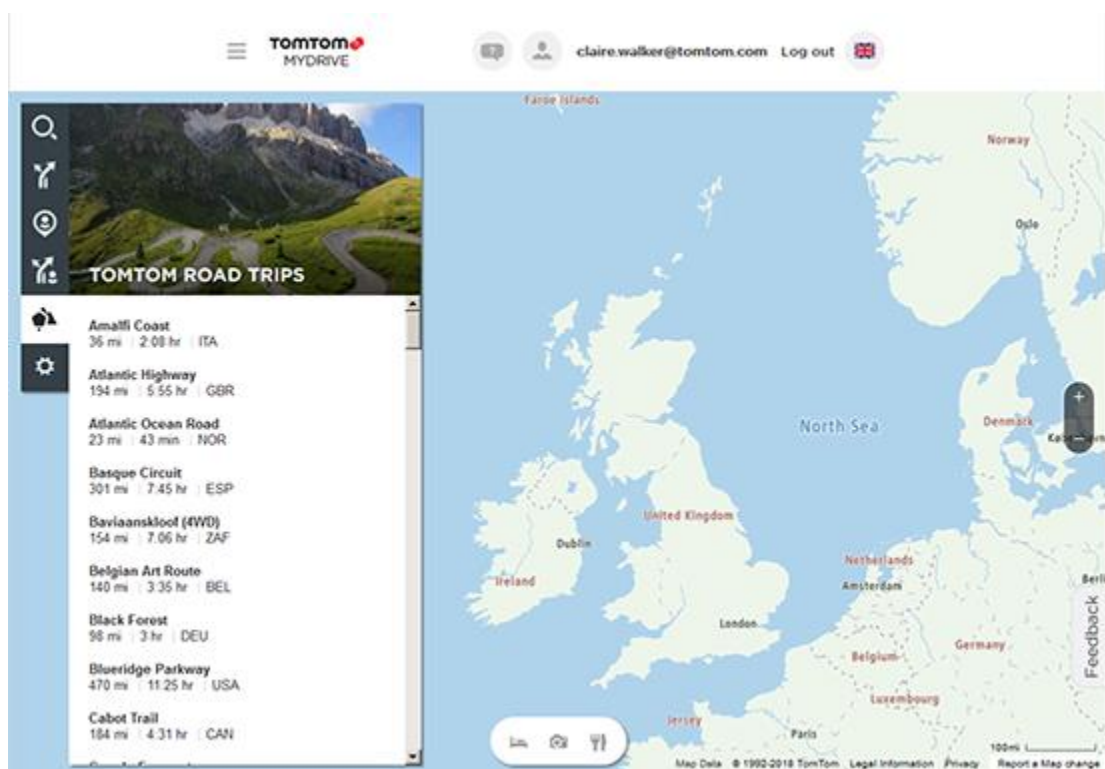 TOMTOM
MYDRIVE
claire.walker@tomtom.com Log out
TOMTOM ROAD TRIPS
Amalfi Coast
36 mi 2:08 hr ITA
Atlantic Highway
194 mi 5:55 hr GBR
Atlantic Ocean Road
23 mi 43 min NOR
Basque Circuit
301 mi 7:45 hr ESP
Baviaanskloof (4WD)
154 mi 7:06 hr ZAF
Belgian Art Route
140 mi 3:35 hr BEL
Black Forest
98 mi 3 hr DEU
Blueridge Parkway
470 mi 11:25 hr USA
Cabot Trail
184 mi 4:31 hr CAN
Faroe Islands
Norway
Oslo
North Sea
Denmark
United Kingdom
Dublin
Ireland
Netherlands
Amsterdam
London
Belgium
Germany
Luxembourg
Jersey
Paris
Feedback
100mi
Map Data © 1992-2018 TomTom Legal Information Privacy Report a Map change